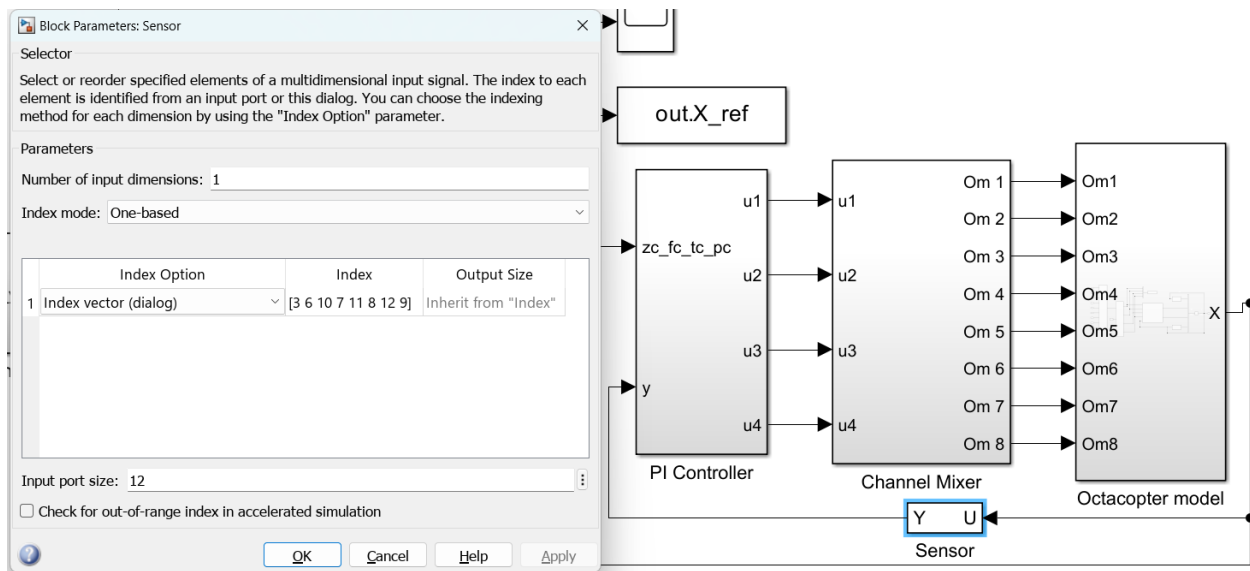 Block Parameters: Sensor
Selector
Select or reorder specified elements of a multidimensional input signal. The index to each
element is identified from an input port or this dialog. You can choose the indexing
method for each dimension by using the "Index Option" parameter.
Parameters
Number of input dimensions: 1
Index mode: One-based
Index Option Index Output Size
1 Index vector (dialog) [3 6 10 7 11 8 12 9] Inherit from "Index"
Input port size: 12
Check for out-of-range index in accelerated simulation
OK Cancel Help Apply
out.X_ref
zc_fc_tc_pc
y
u1
u2
u3
u4
PI Controller
u1
u2
u3
u4
Om 1
Om 2
Om 3
Om 4
Om 5
Om 6
Om 7
Om 8
Channel Mixer
Om1
Om2
Om3
Om4
Om5
Om6
Om7
Om8
X
Octacopter model
Y U
Sensor